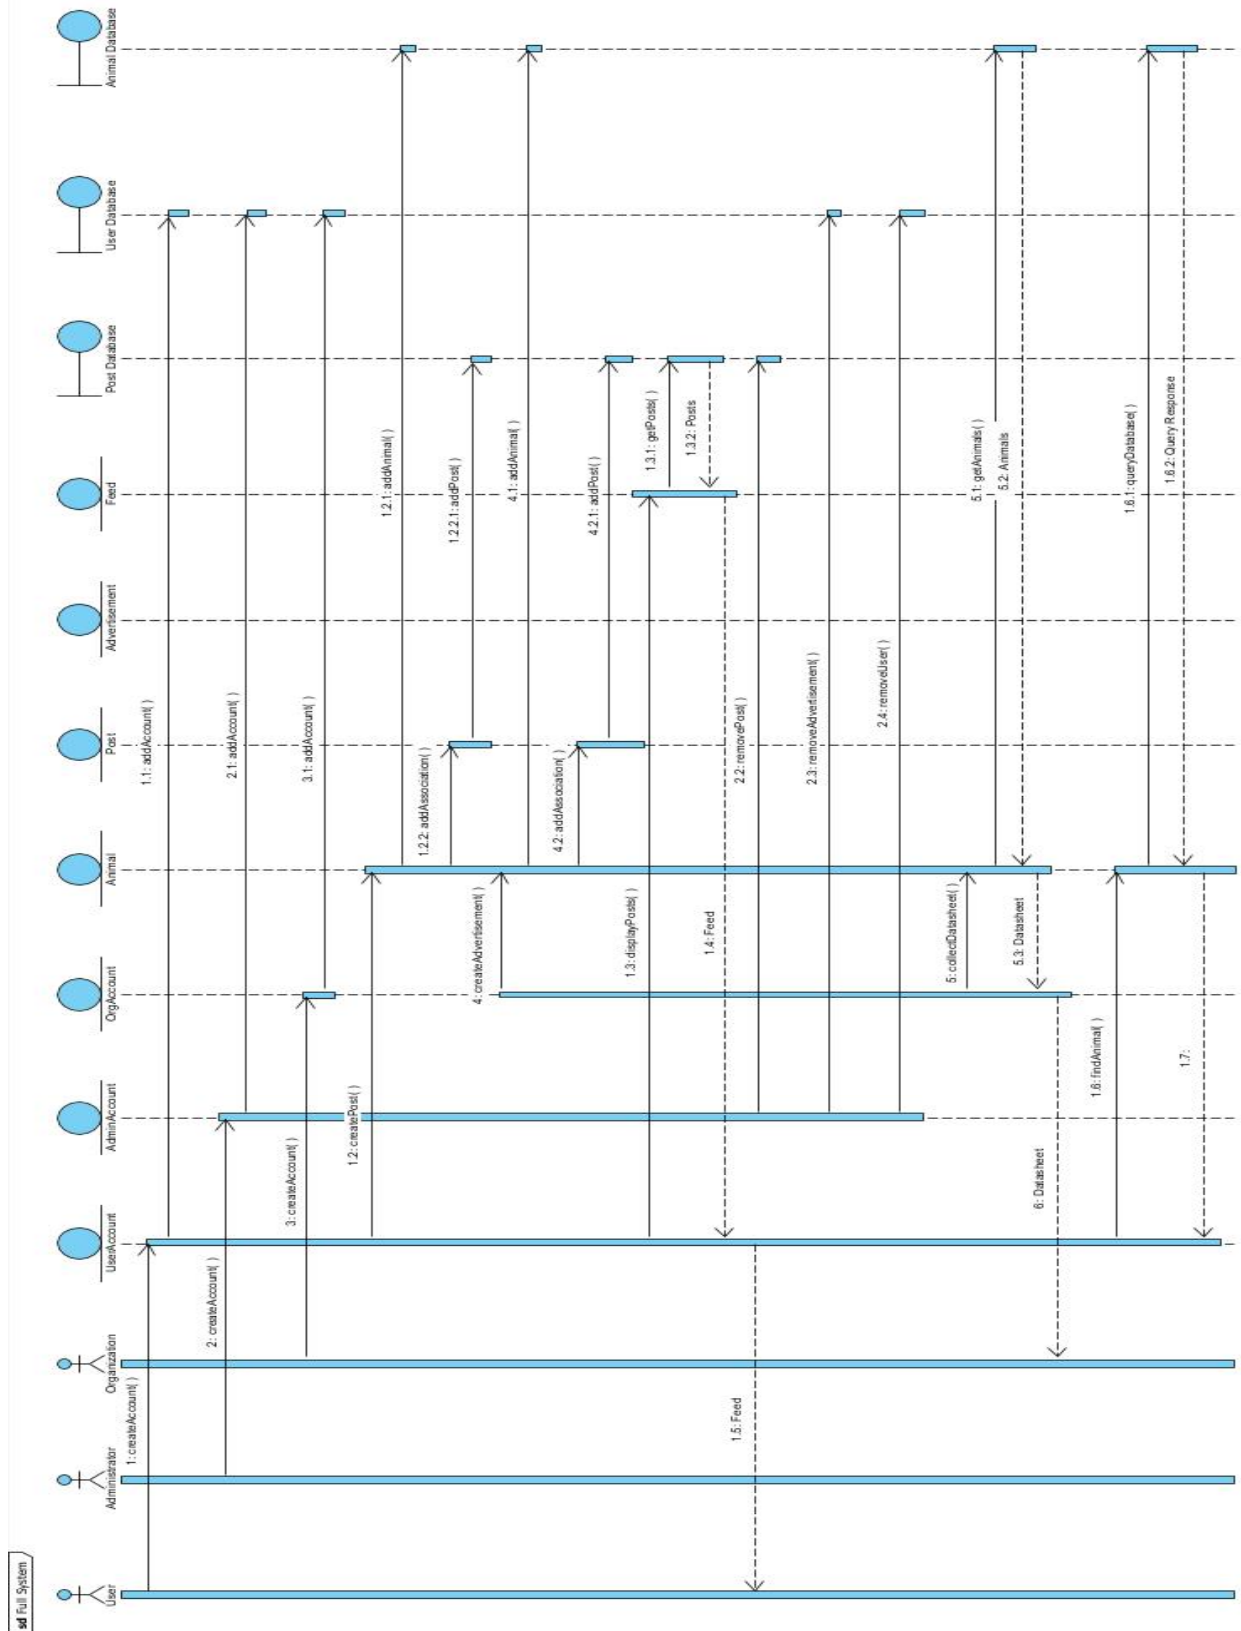 sd Full System
User
Administrator
Organization
UserAccount
AdminAccount
OrgAccount
Animal
Post
Advertisement
Feed
Post Database
User Database
Animal Database
1: createAccount( )
1.1: addAccount( )
2: createAccount( )
2.1: addAccount( )
3: createAccount( )
3.1: addAccount( )
1.2: createPost( )
1.2.1: addAnimal( )
1.2.2: addAssociation( )
1.2.2.1: addPost( )
4: createAdvertisement( )
4.1: addAnimal( )
4.2: addAssociation( )
4.2.1: addPost( )
1.3: displayPosts( )
1.3.1: getPosts( )
1.3.2: Posts
1.4: Feed
1.5: Feed
2.2: removePost( )
2.3: removeAdvertisement( )
2.4: removeUser( )
5: collectDatasheet( )
5.1: getAnimals( )
5.2: Animals
5.3: Datasheet
6: Datasheet
1.6: findAnimal( )
1.6.1: queryDatabase( )
1.6.2: Query Response
1.7: